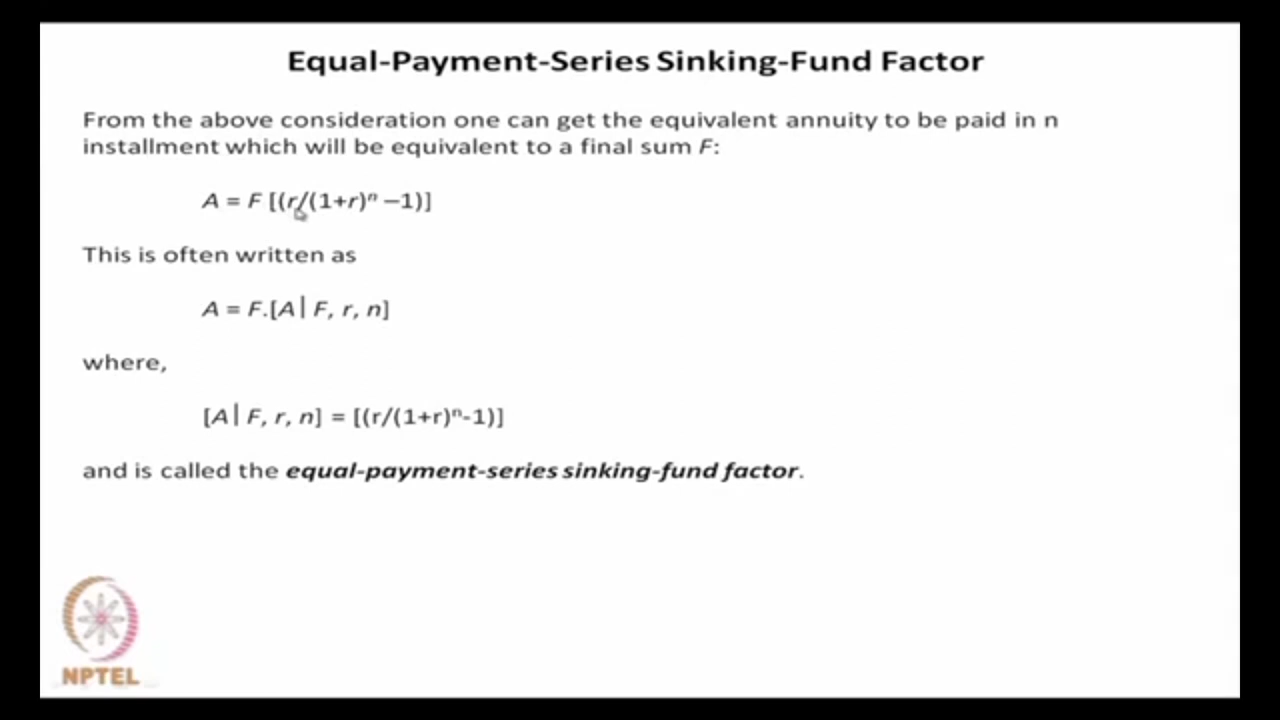 Equal-Payment-Series Sinking-Fund Factor
From the above consideration one can get the equivalent annuity to be paid in n
installment which will be equivalent to a final sum F:
A = F [(r/(1+r)ⁿ –1)]
This is often written as
A = F.[A| F, r, n]
where,
[A| F, r, n] = [(r/(1+r)ⁿ-1)]
and is called the equal-payment-series sinking-fund factor.
NPTEL